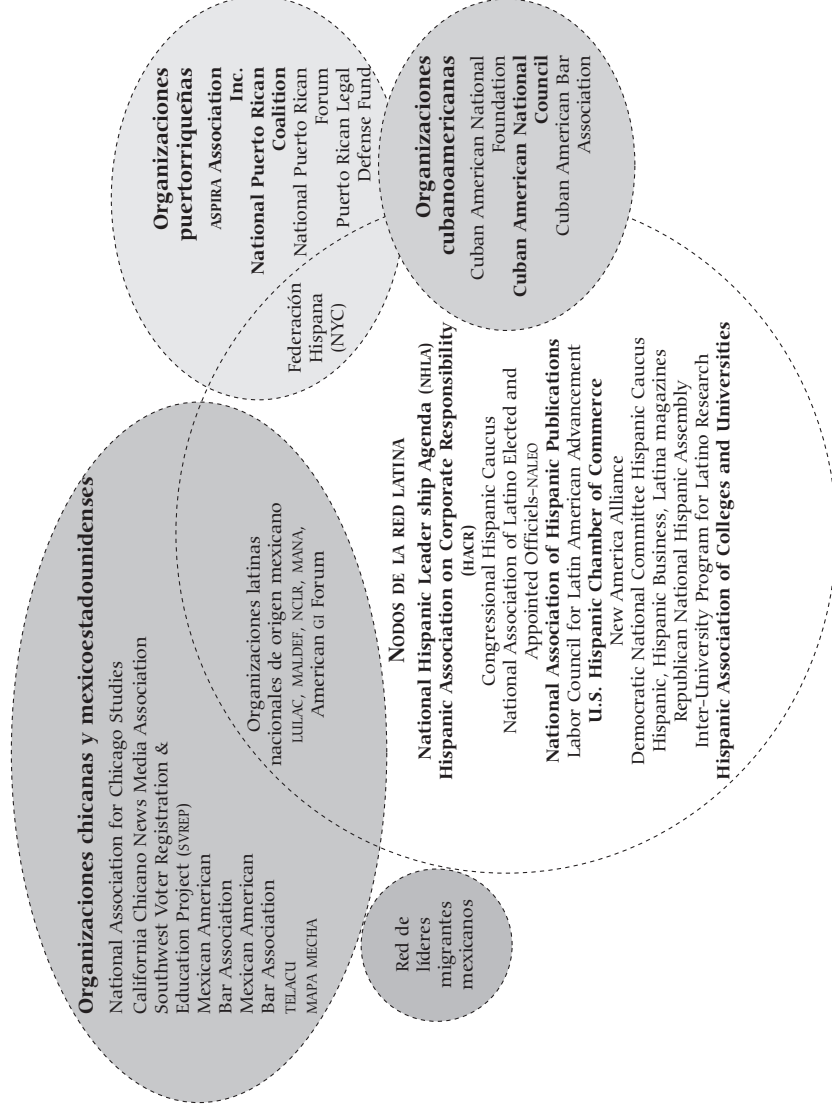 Organizaciones chicanas y mexicoestadounidenses
National Association for Chicago Studies
California Chicano News Media Association
Southwest Voter Registration &
Education Project (SVREP)
Mexican American
Bar Association
Mexican American
Bar Association
TELACU
MAPA MECHA
Organizaciones latinas
nacionales de origen mexicano
LULAC, MALDEF, NCLR, MANA,
American GI Forum
Organizaciones
puertorriqueñas
ASPIRA Association
Inc.
National Puerto Rican
Coalition
National Puerto Rican
Forum
Puerto Rican Legal
Defense Fund
Federación
Hispana
(NYC)
Organizaciones
cubanoamericanas
Cuban American National
Foundation
Cuban American National
Council
Cuban American Bar
Association
Red de
líderes
migrantes
mexicanos
NODOS DE LA RED LATINA
National Hispanic Leader ship Agenda (NHLA)
Hispanic Association on Corporate Responsibility
(HACR)
Congressional Hispanic Caucus
National Association of Latino Elected and
Appointed Officiels-NALEO
National Association of Hispanic Publications
Labor Council for Latin American Advancement
U.S. Hispanic Chamber of Commerce
New America Alliance
Democratic National Committee Hispanic Caucus
Hispanic, Hispanic Business, Latina magazines
Republican National Hispanic Assembly
Inter-University Program for Latino Research
Hispanic Association of Colleges and Universities